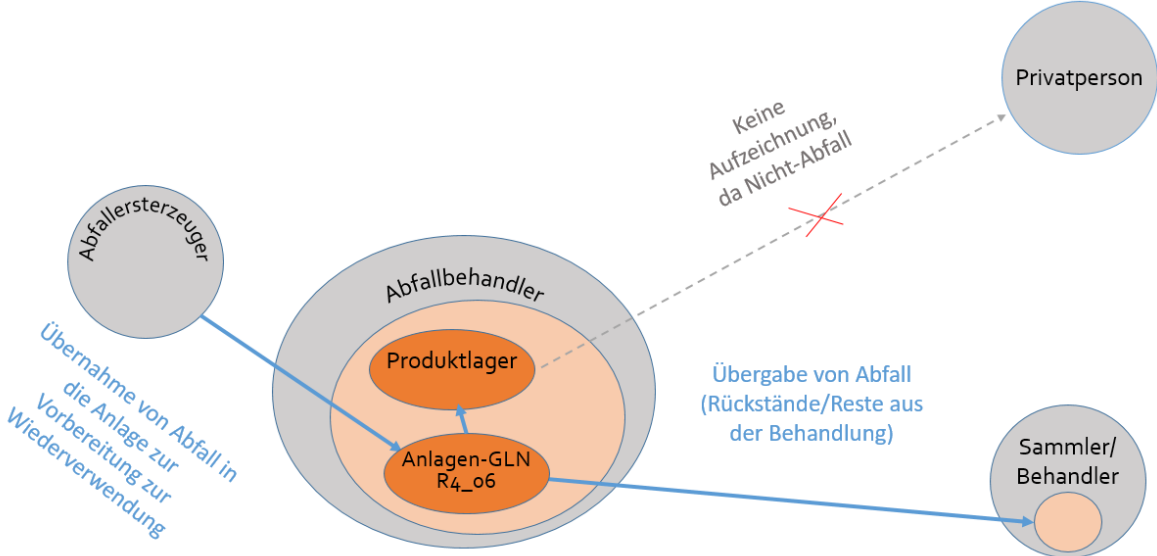 Privatperson
Keine
Aufzeichnung,
da Nicht-Abfall
Abfallersterzeuger
Abfallbehandler
Produktlager
Anlagen-GLN
R4_06
Übernahme von Abfall in
die Anlage zur
Vorbereitung zur
Wiederverwendung
Übergabe von Abfall
(Rückstände/Reste aus
der Behandlung)
Sammler/
Behandler